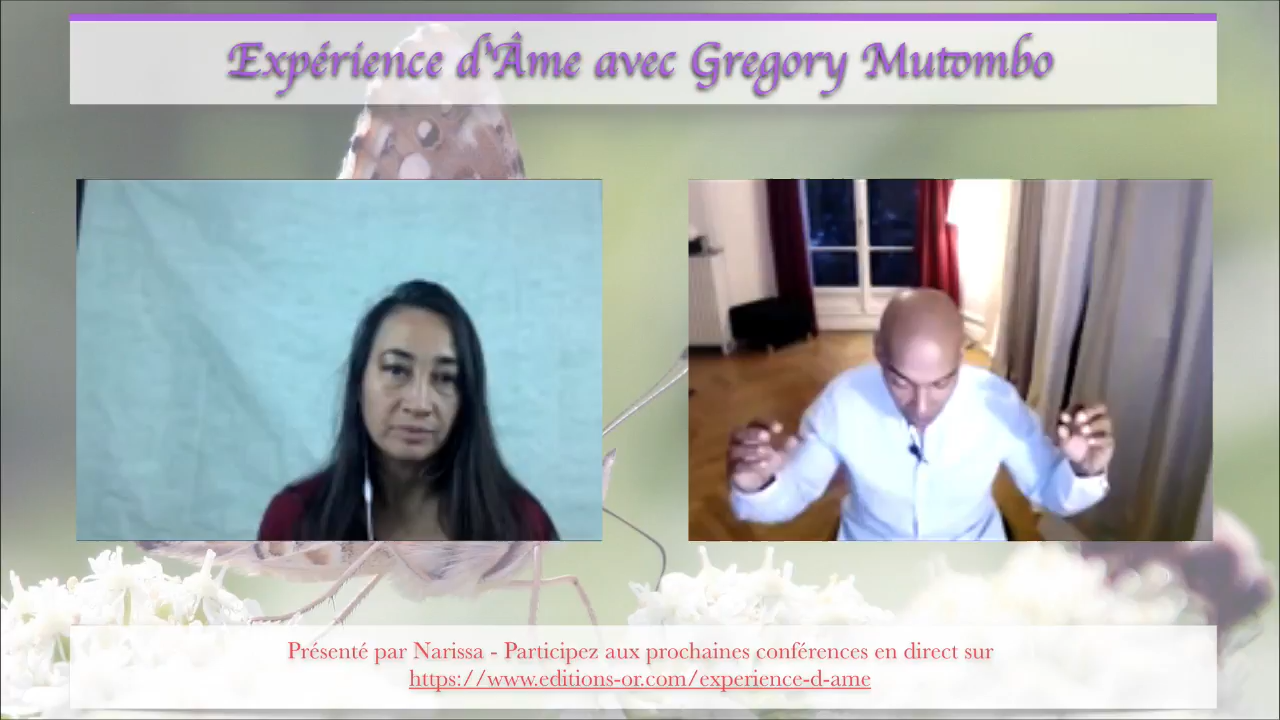 Expérience d'Âme avec Gregory Mutombo
Présenté par Narissa - Participez aux prochaines conférences en direct sur
https://www.editions-or.com/experience-d-ame